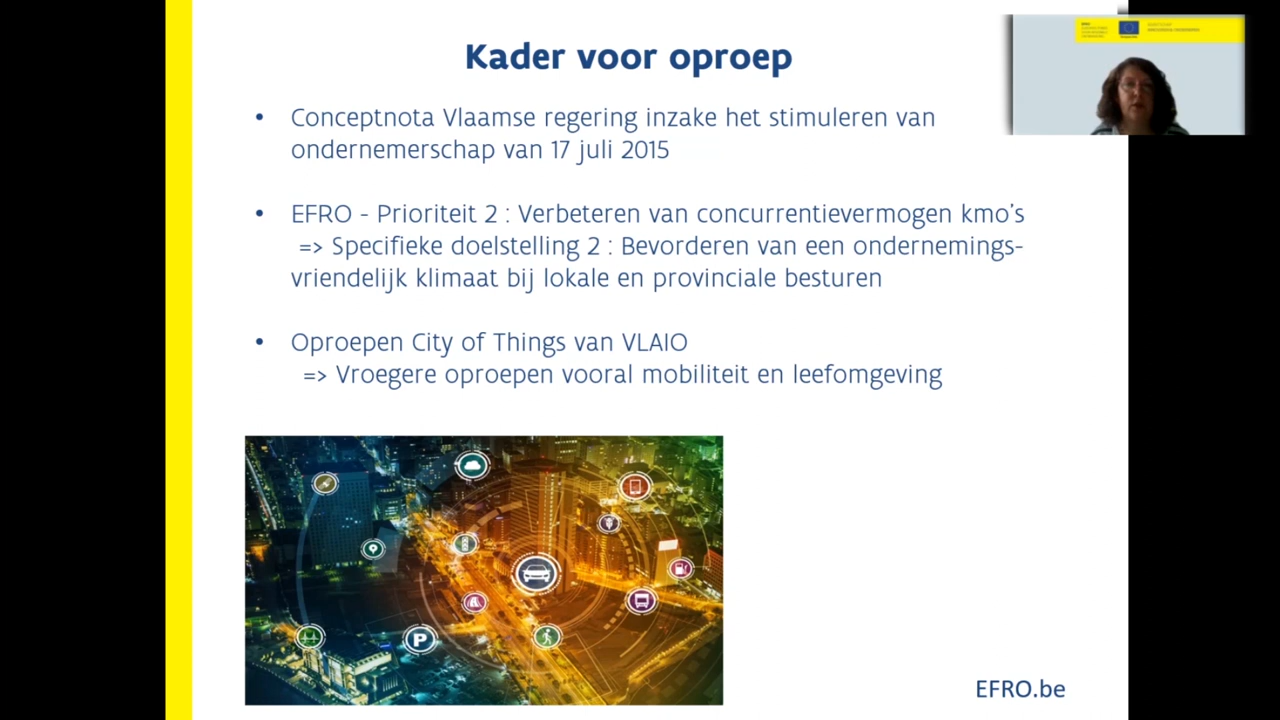 Kader voor oproep
• Conceptnota Vlaamse regering inzake het stimuleren van
ondernemerschap van 17 juli 2015
• EFRO - Prioriteit 2 : Verbeteren van concurrentievermogen kmo's
=> Specifieke doelstelling 2 : Bevorderen van een ondernemings-
vriendelijk klimaat bij lokale en provinciale besturen
• Oproepen City of Things van VLAIO
=> Vroegere oproepen vooral mobiliteit en leefomgeving
P
EFRO.be